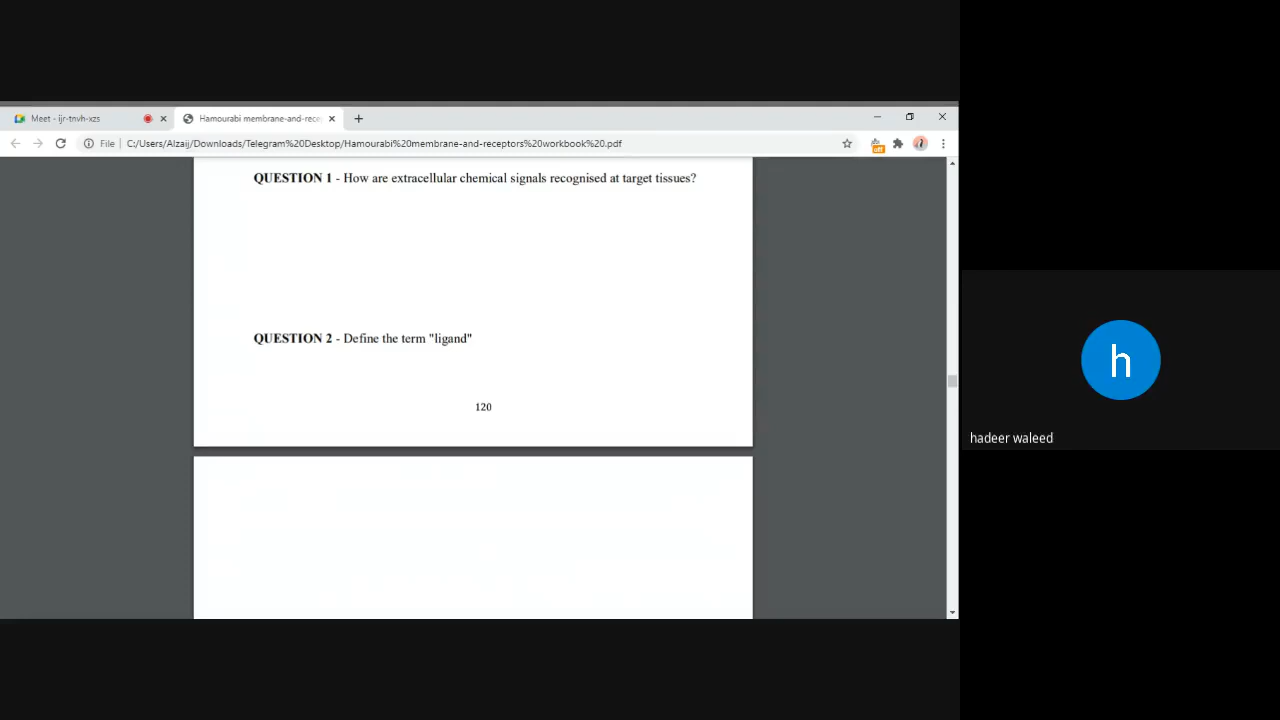 Meet - ijr-tnvh-xzs
Hamourabi membrane-and-rece
File
C:/Users/Alzaij/Downloads/Telegram%20Desktop/Hamourabi%20membrane-and-receptors%20workbook%20.pdf
off
QUESTION 1 - How are extracellular chemical signals recognised at target tissues?
QUESTION 2 - Define the term "ligand"
120
h
hadeer waleed